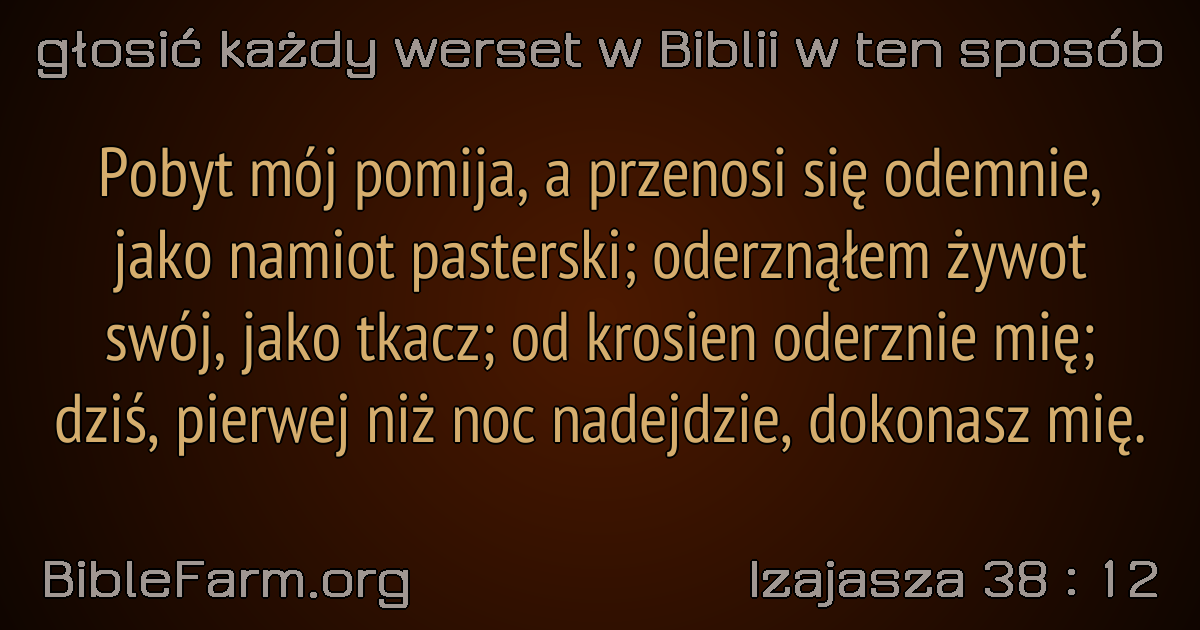 głosić każdy werset w Biblii w ten sposób
Pobyt mój pomija, a przenosi się odemnie,
jako namiot pasterski; oderznąłem żywot
swój, jako tkacz; od krosien oderznie mię;
dziś, pierwej niż noc nadejdzie, dokonasz mię.
BibleFarm.org
Izajasza 38 : 12